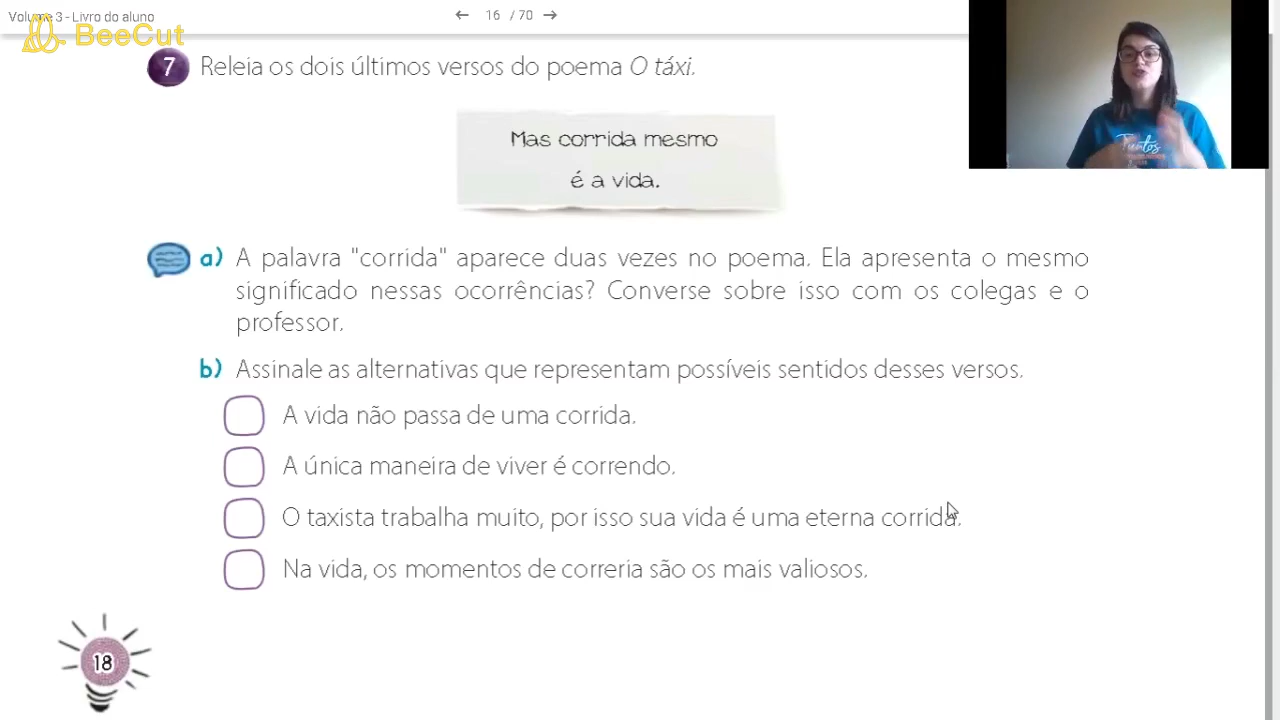 Volume 3 - Livro do aluno
16 / 70
BeeCut
7 Releia os dois últimos versos do poema O táxi.
Mas corrida mesmo
é a vida.
a) A palavra "corrida" aparece duas vezes no poema. Ela apresenta o mesmo
significado nessas ocorrências? Converse sobre isso com os colegas e o
professor.
b) Assinale as alternativas que representam possíveis sentidos desses versos.
A vida não passa de uma corrida.
A única maneira de viver é correndo.
O taxista trabalha muito, por isso sua vida é uma eterna corrida.
Na vida, os momentos de correria são os mais valiosos.
18